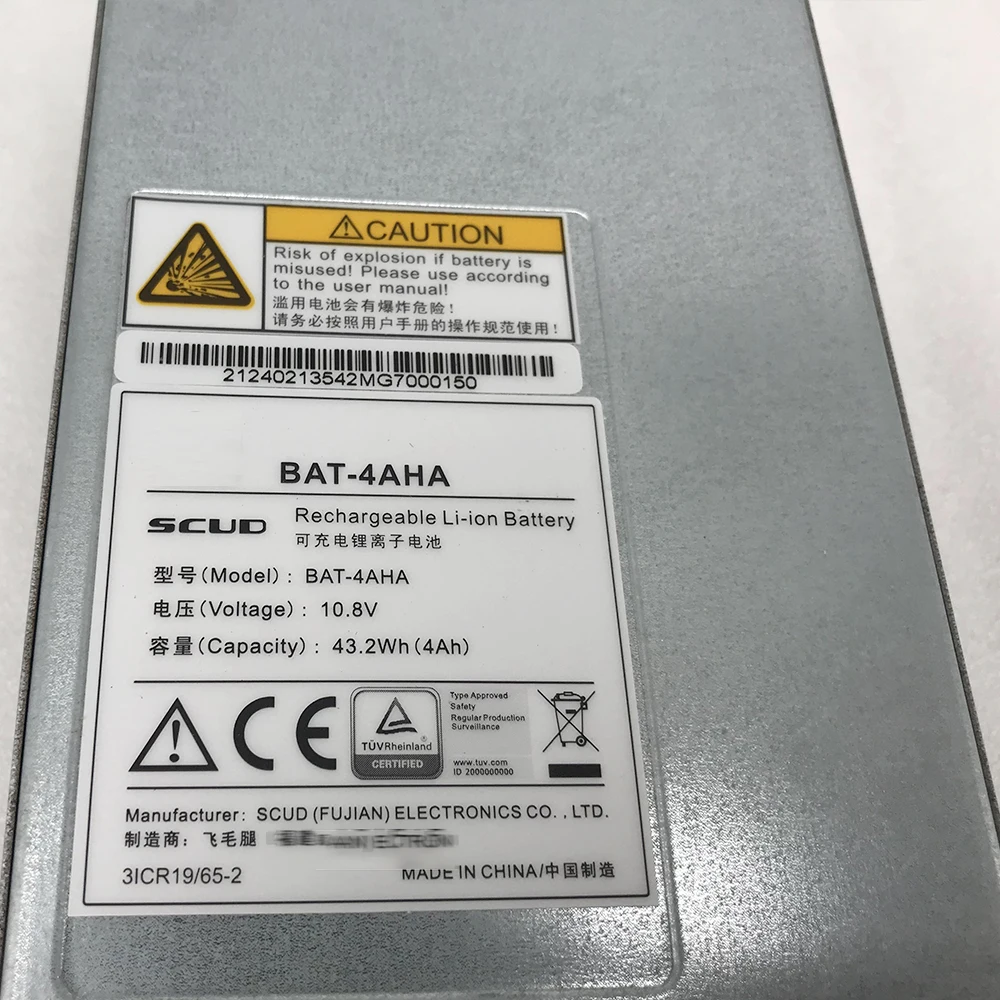 ⚠CAUTION
Risk of explosion if battery is
misused! Please use according
to the user manual!
滥用电池会有爆炸危险!
请务必按照用户手册的操作规范使用!
21240213542MG7000150
BAT-4AHA
SCUD
Rechargeable Li-ion Battery
可充电锂离子电池
型号(Model): BAT-4AHA
电压(Voltage): 10.8V
容量(Capacity): 43.2Wh(4Ah)
CE
TÜVRheinland®
CERTIFIED
Type Approved
Safety
Regular Production
Surveillance
www.tuv.com
ID 2000000000
Manufacturer: SCUD (FUJIAN) ELECTRONICS CO., LTD.
制造商: 飞毛腿
3ICR19/65-2
MADE IN CHINA/中国制造